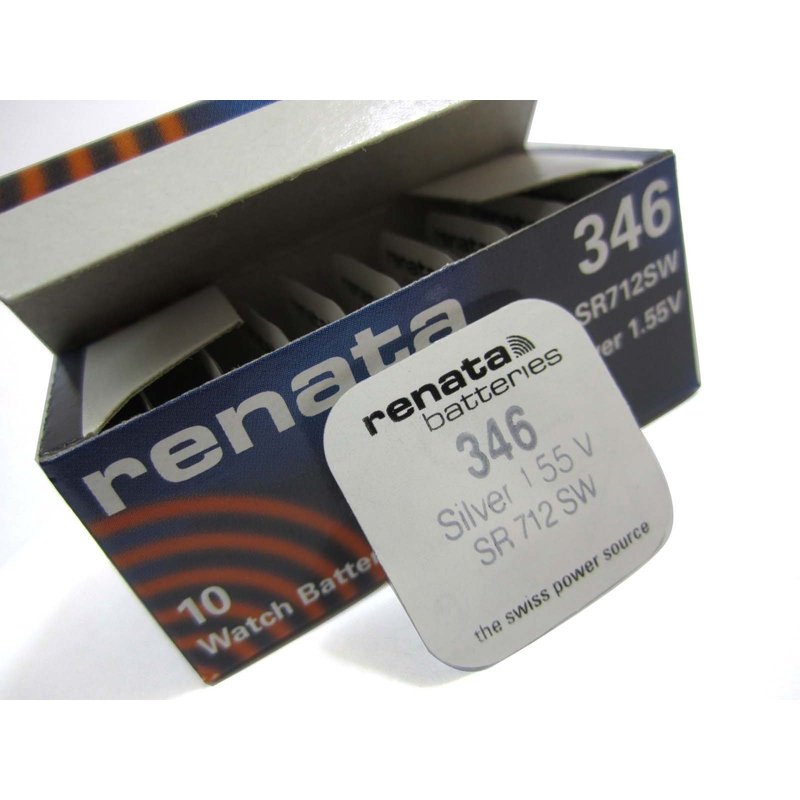 346
SR712SW
1.55V
renata
10
Watch
renata
batteries
346
Silver 1.55 V
SR 712 SW
the swiss power source